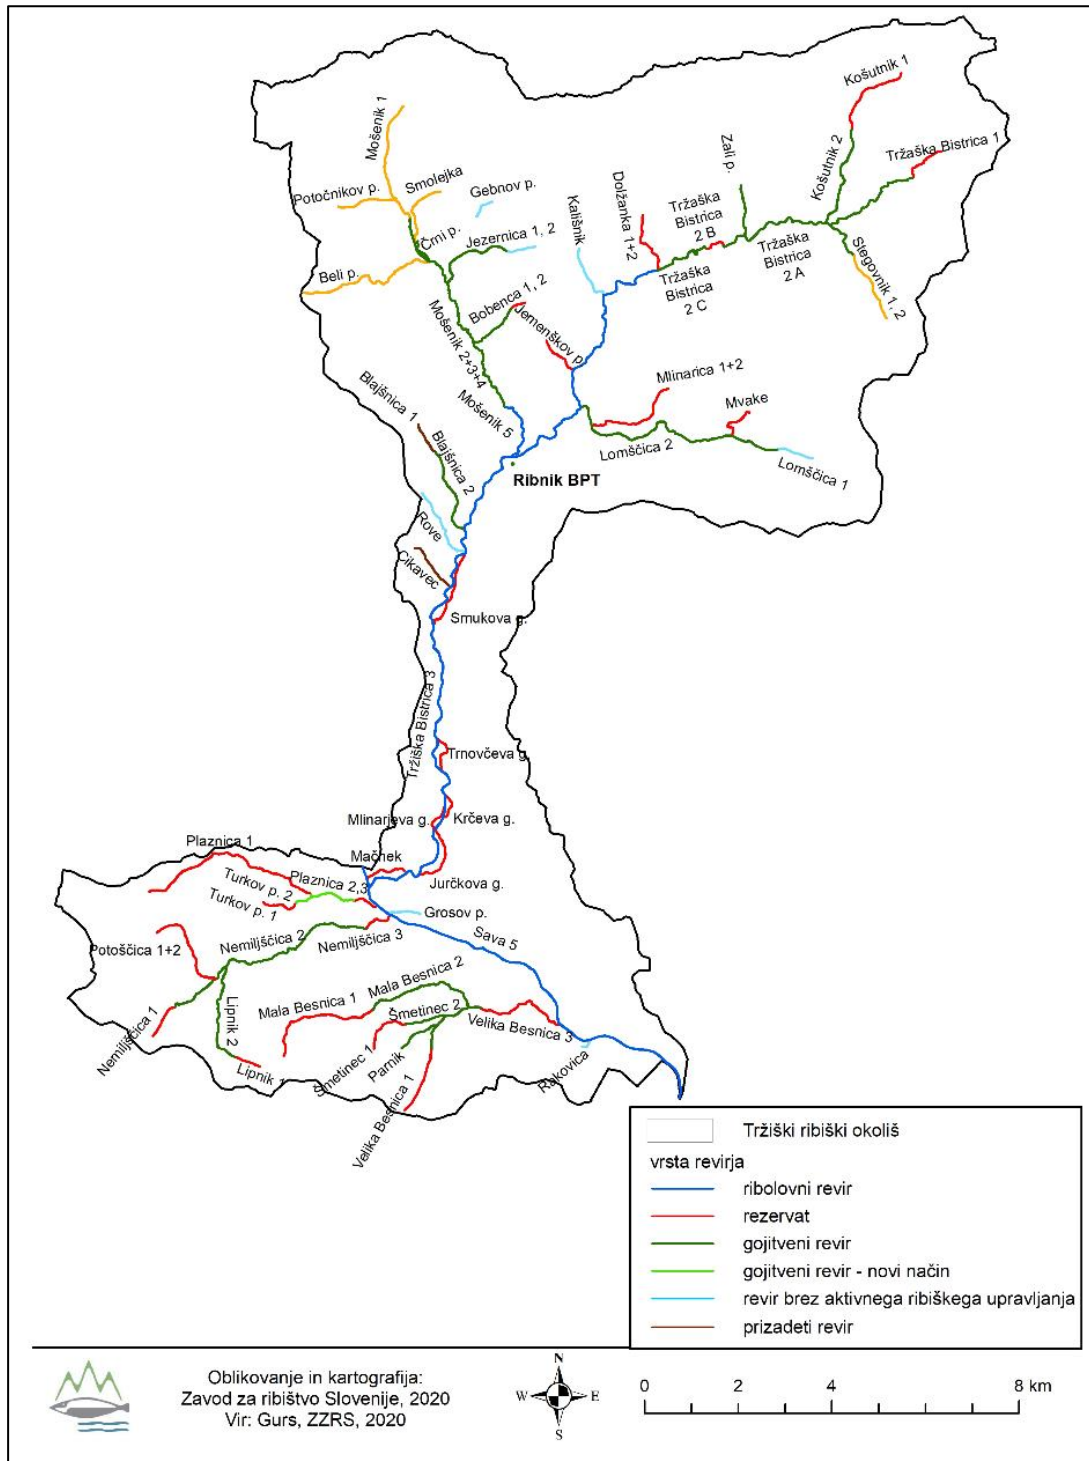 Košutnik 1
Mošenik 1
Zali p.
Košutnik 2
Tržaška Bistrica 1
Potočnikov p.
Smolejka
Gebnov p.
Dolžanka 1+2
Tržaška
Bistrica
2 B
Kališnik
Črni p.
Jezernica 1, 2
Tržaška
Bistrica
2 A
Stegovnik 1, 2
Beli p.
Tržaška
Bistrica
2 C
Bobenca 1, 2
Jemenškov p.
Mošenik 2+3+4
Mlinarica 1+2
Mvake
Blajšnica 1
Mošenik 5
Blajšnica 2
Lomščica 2
Lomščica 1
Ribnik BPT
Rove
Cikavec
Smukova g.
Tržiška Bistrica 3
Trnovčeva g.
Mlinarjeva g.
Krčeva g.
Plaznica 1
Mačnek
Turkov p. 2
Plaznica 2,3
Jurčkova g.
Turkov p. 1
Grosov p.
Potoščica 1+2
Nemiljščica 2
Nemiljščica 3
Sava 5
Mala Besnica 2
Mala Besnica 1
Šmetinec 2
Velika Besnica 3
Lipnik 2
Nemiljščica 1
Lipnik 1
Šmetinec 1
Parnik
Rakovica
Velika Besnica 1
Tržiški ribiški okoliš
vrsta revirja
ribolovni revir
rezervat
gojitveni revir
gojitveni revir - novi način
revir brez aktivnega ribiškega upravljanja
prizadeti revir
Oblikovanje in kartografija:
Zavod za ribištvo Slovenije, 2020
Vir: Gurs, ZZRS, 2020
N
W E
S
0 2 4 8 km